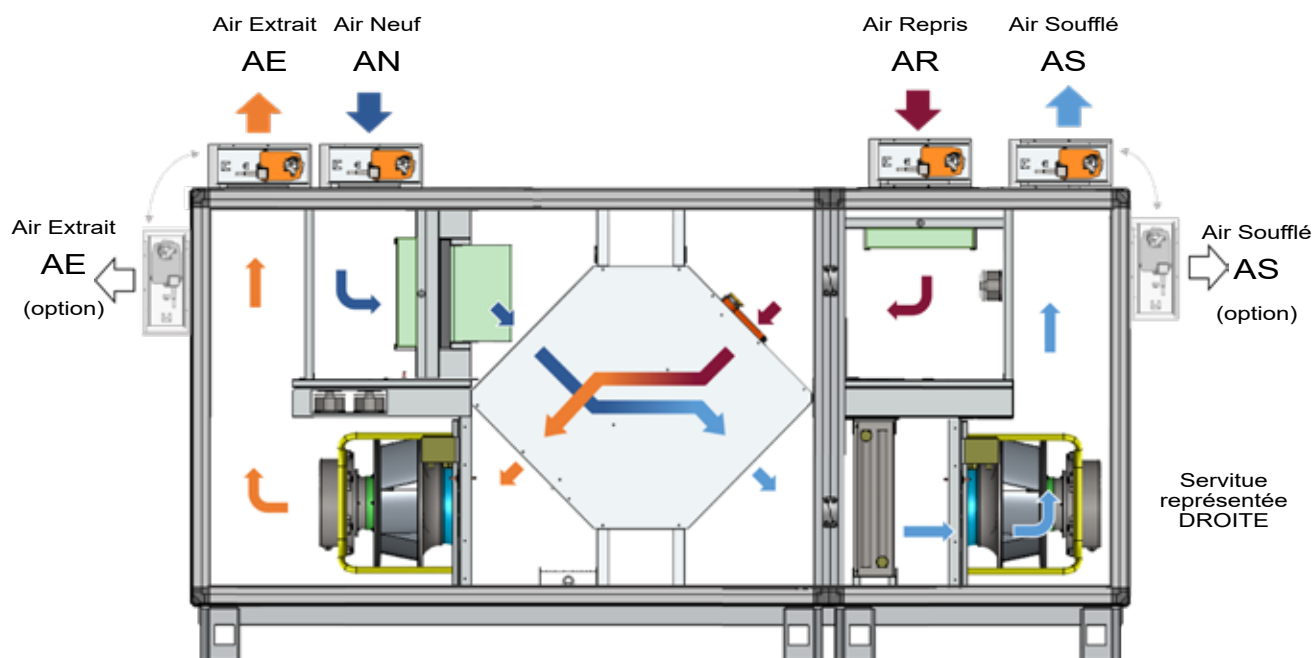 Air Extrait
AE
Air Neuf
AN
Air Repris
AR
Air Soufflé
AS
Air Extrait
AE
(option)
Air Soufflé
AS
(option)
Servitue
représentée
DROITE